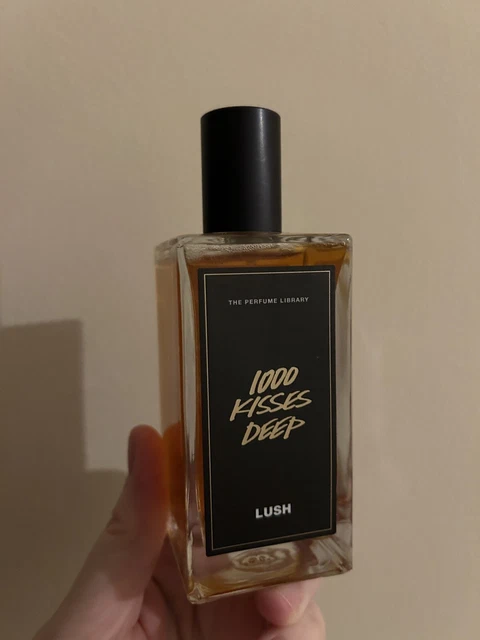 THE PERFUME LIBRARY
1000
KISSES
DEEP
LUSH